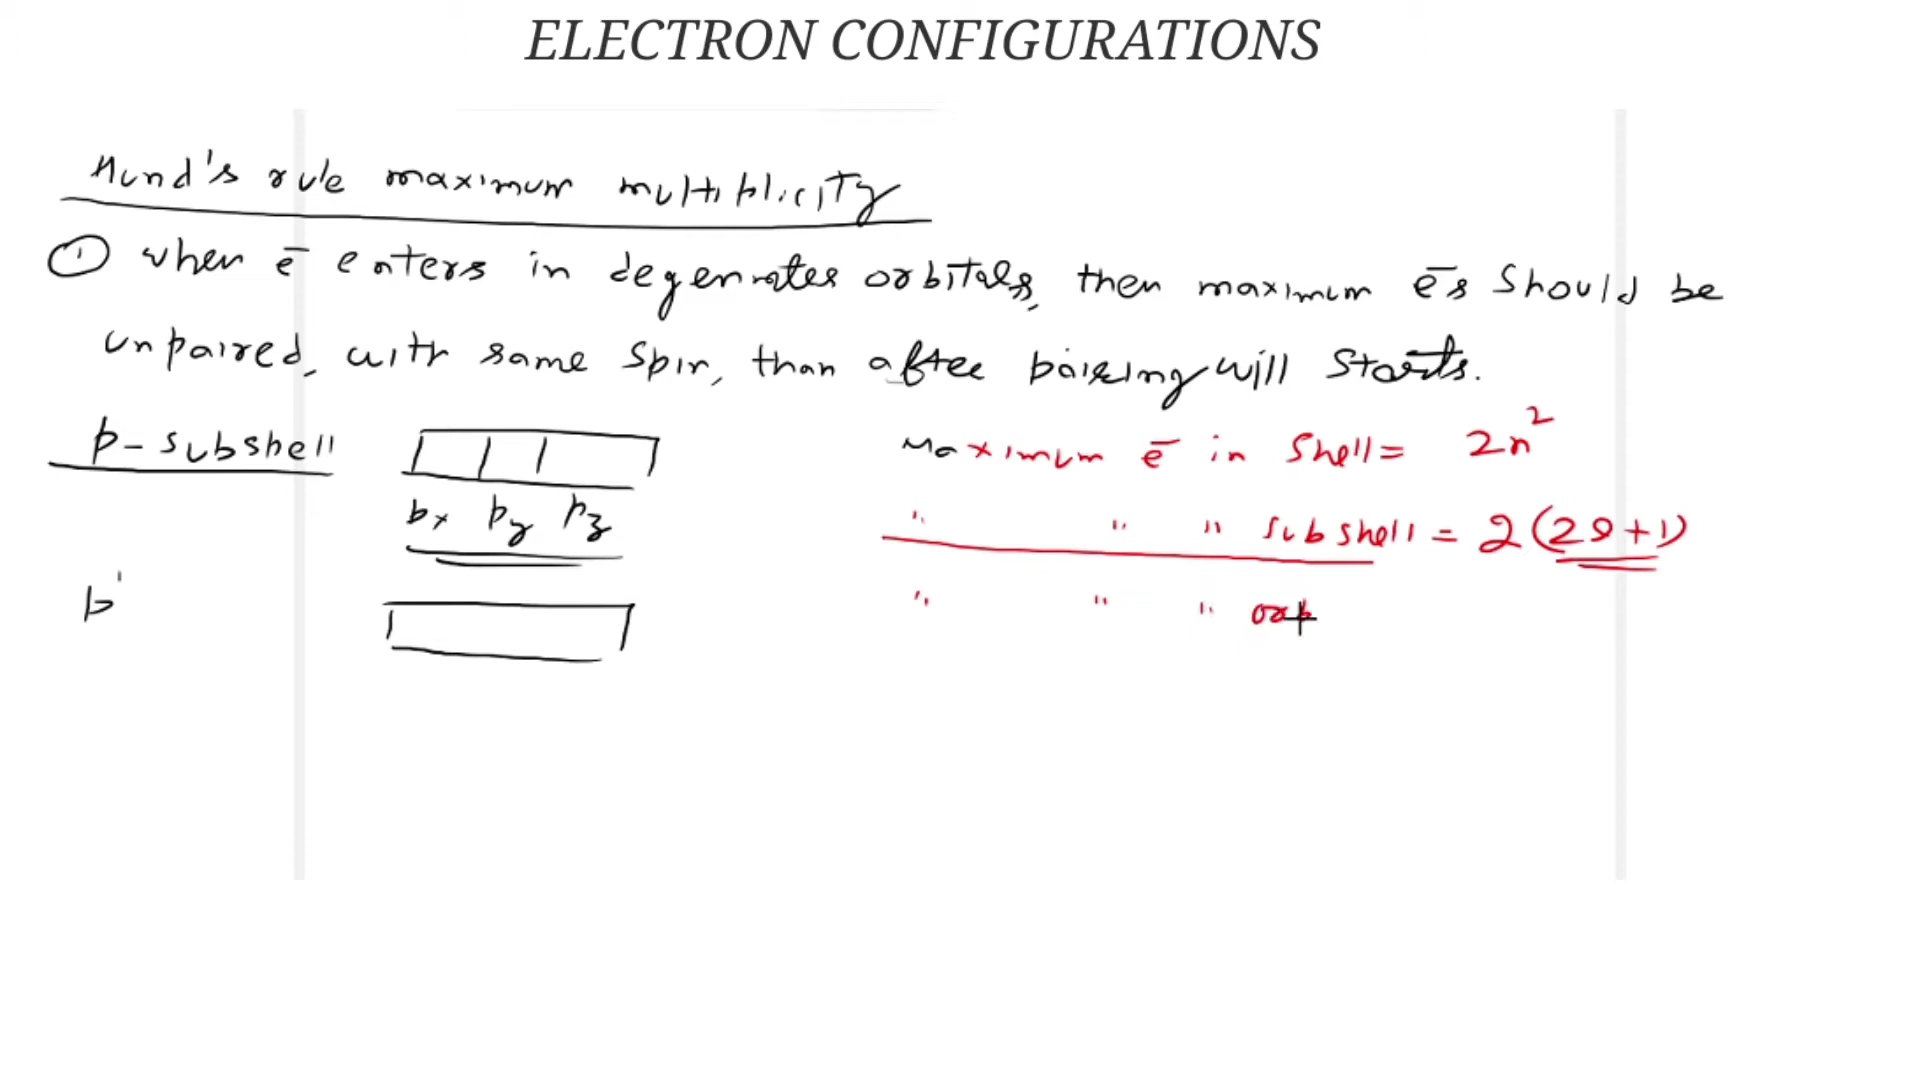 ELECTRON CONFIGURATIONS
Hund's rule maximum multiplicity
① when e̅ enters in degenrates orbitals, then maximum e̅s should be
unpaired, with same spin, than after pairing will starts.
p-subshell
px py pz
Maximum e̅ in shell = 2n²
" " " subshell = 2(2l+1)
p¹
" " " orb